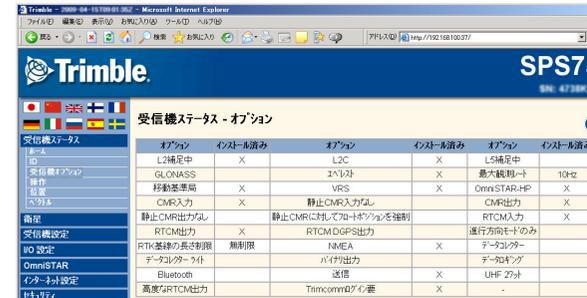 Trimble - 2009-04-15T09:01:35Z - Microsoft Internet Explorer
ファイル(F) 編集(E) 表示(V) お気に入り(A) ツール(T) ヘルプ(H)
戻る 検索 お気に入り アドレス(D) http://192.168.100.37/
Trimble. SPS7
SN: 4738K
受信機ステータス - オプション
受信機ステータス
ホーム
ID
受信機オプション
操作
位置
ベクトル
衛星
受信機設定
I/O 設定
OmniSTAR
インターネット設定
セキュリティ
オプション インストール済み オプション インストール済み オプション インストール済み
L2補足中 X L2C X L5補足中
GLONASS エベレスト X 最大観測レート 10Hz
移動基準局 X VRS X OmniSTAR-HP X
CMR入力 X 静止CMR入力なし CMR出力 X
静止CMR出力なし 静止CMRに対してフロートポジションを強制 RTCM入力 X
RTCM出力 X RTCM DGPS出力 進行方向モードのみ
RTK基線の長さ制限 無制限 NMEA X データコレクター
データコレクター ライト バイナリ出力 データロギング
Bluetooth 送信 X UHF 27ポート
高度なRTCM出力 Trimcommログイン要 X -